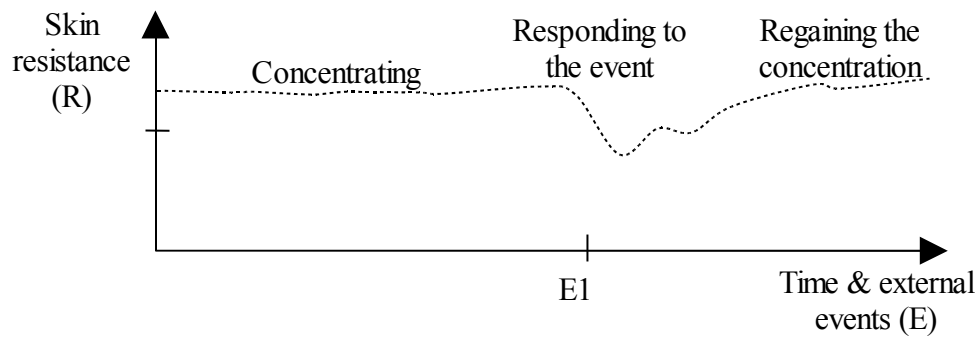 Skin
resistance
(R)
Concentrating
Responding to
the event
Regaining the
concentration
E1
Time & external
events (E)